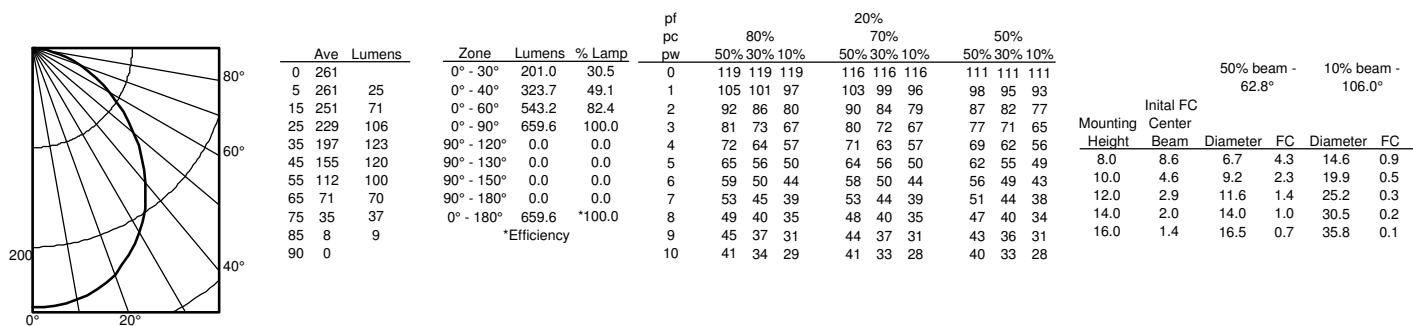 80°
60°
40°
200
0° 20°
Ave Lumens
0 261
5 261 25
15 251 71
25 229 106
35 197 123
45 155 120
55 112 100
65 71 70
75 35 37
85 8 9
90 0
Zone Lumens % Lamp
0° - 30° 201.0 30.5
0° - 40° 323.7 49.1
0° - 60° 543.2 82.4
0° - 90° 659.6 100.0
90° - 120° 0.0 0.0
90° - 130° 0.0 0.0
90° - 150° 0.0 0.0
90° - 180° 0.0 0.0
0° - 180° 659.6 *100.0
*Efficiency
pf 20%
pc 80% 70% 50%
pw 50% 30% 10% 50% 30% 10% 50% 30% 10%
0 119 119 119 116 116 116 111 111 111
1 105 101 97 103 99 96 98 95 93
2 92 86 80 90 84 79 87 82 77
3 81 73 67 80 72 67 77 71 65
4 72 64 57 71 63 57 69 62 56
5 65 56 50 64 56 50 62 55 49
6 59 50 44 58 50 44 56 49 43
7 53 45 39 53 44 39 51 44 38
8 49 40 35 48 40 35 47 40 34
9 45 37 31 44 37 31 43 36 31
10 41 34 29 41 33 28 40 33 28
50% beam - 10% beam -
62.8° 106.0°
Inital FC
Mounting Center
Height Beam Diameter FC Diameter FC
8.0 8.6 6.7 4.3 14.6 0.9
10.0 4.6 9.2 2.3 19.9 0.5
12.0 2.9 11.6 1.4 25.2 0.3
14.0 2.0 14.0 1.0 30.5 0.2
16.0 1.4 16.5 0.7 35.8 0.1